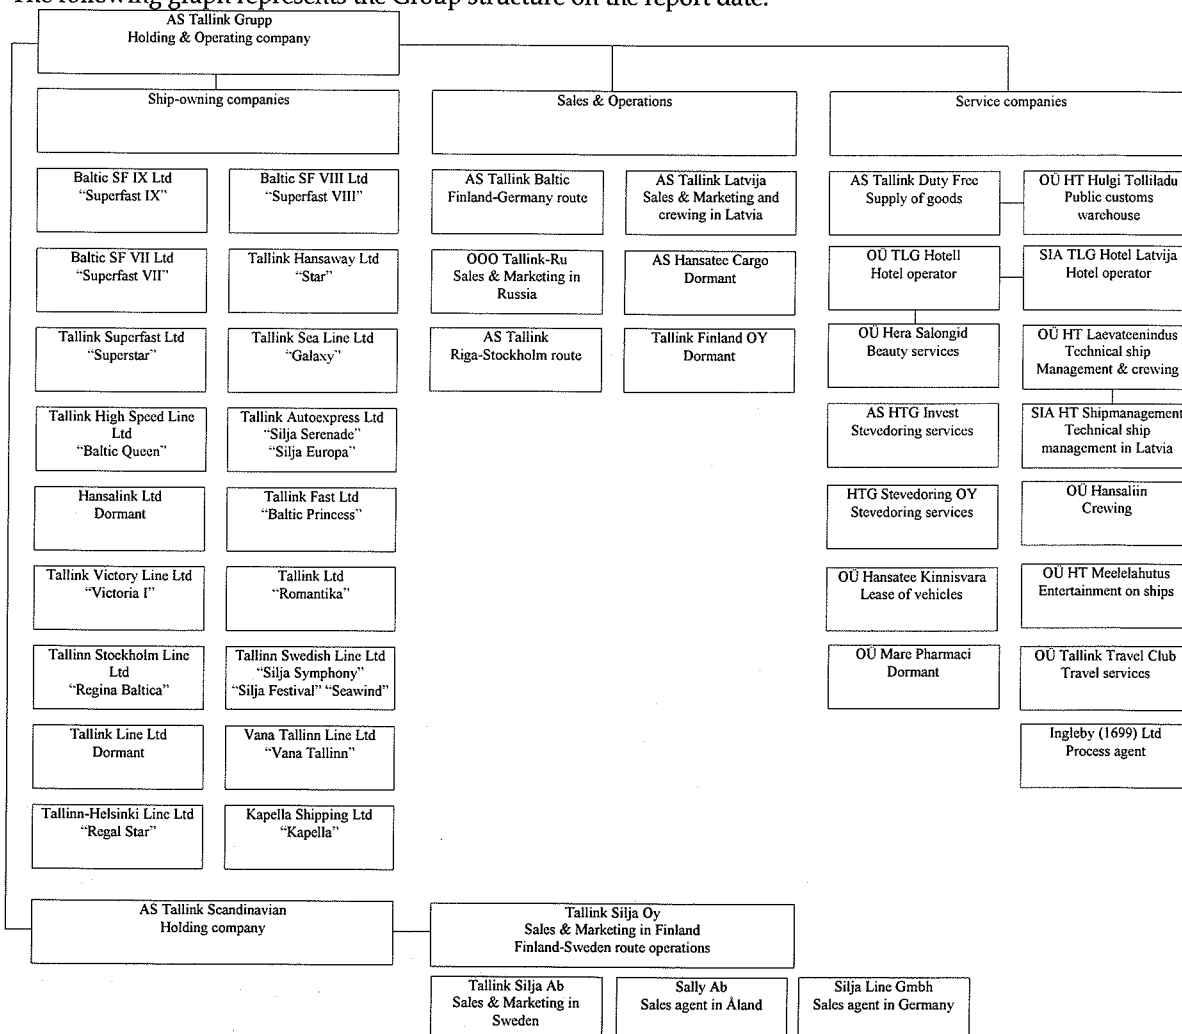 The following graph represents the Group structure on the report date.
AS Tallink Grupp
Holding & Operating company
Ship-owning companies
Sales & Operations
Service companies
Baltic SF IX Ltd
“Superfast IX”
Baltic SF VIII Ltd
“Superfast VIII”
AS Tallink Baltic
Finland-Germany route
AS Tallink Latvija
Sales & Marketing and
crewing in Latvia
AS Tallink Duty Free
Supply of goods
OÜ HT Hulgi Tolliladu
Public customs
warehouse
Baltic SF VII Ltd
“Superfast VII”
Tallink Hansaway Ltd
“Star”
OOO Tallink-Ru
Sales & Marketing in
Russia
AS Hansatee Cargo
Dormant
OÜ TLG Hotell
Hotel operator
SIA TLG Hotel Latvija
Hotel operator
Tallink Superfast Ltd
“Superstar”
Tallink Sea Line Ltd
“Galaxy”
AS Tallink
Riga-Stockholm route
Tallink Finland OY
Dormant
OÜ Hera Salongid
Beauty services
OÜ HT Laevateenindus
Technical ship
Management & crewing
Tallink High Speed Line
Ltd
“Baltic Queen”
Tallink Autoexpress Ltd
“Silja Serenade”
“Silja Europa”
AS HTG Invest
Stevedoring services
SIA HT Shipmanagement
Technical ship
management in Latvia
Hansalink Ltd
Dormant
Tallink Fast Ltd
“Baltic Princess”
HTG Stevedoring OY
Stevedoring services
OÜ Hansaliin
Crewing
Tallink Victory Line Ltd
“Victoria I”
Tallink Ltd
“Romantika”
OÜ Hansatee Kinnisvara
Lease of vehicles
OÜ HT Meelelahutus
Entertainment on ships
Tallinn Stockholm Line
Ltd
“Regina Baltica”
Tallinn Swedish Line Ltd
“Silja Symphony”
“Silja Festival” “Seawind”
OÜ Mare Pharmaci
Dormant
OÜ Tallink Travel Club
Travel services
Tallink Line Ltd
Dormant
Vana Tallinn Line Ltd
“Vana Tallinn”
Ingleby (1699) Ltd
Process agent
Tallinn-Helsinki Line Ltd
“Regal Star”
Kapella Shipping Ltd
“Kapella”
AS Tallink Scandinavian
Holding company
Tallink Silja Oy
Sales & Marketing in Finland
Finland-Sweden route operations
Tallink Silja Ab
Sales & Marketing in
Sweden
Sally Ab
Sales agent in Åland
Silja Line Gmbh
Sales agent in Germany